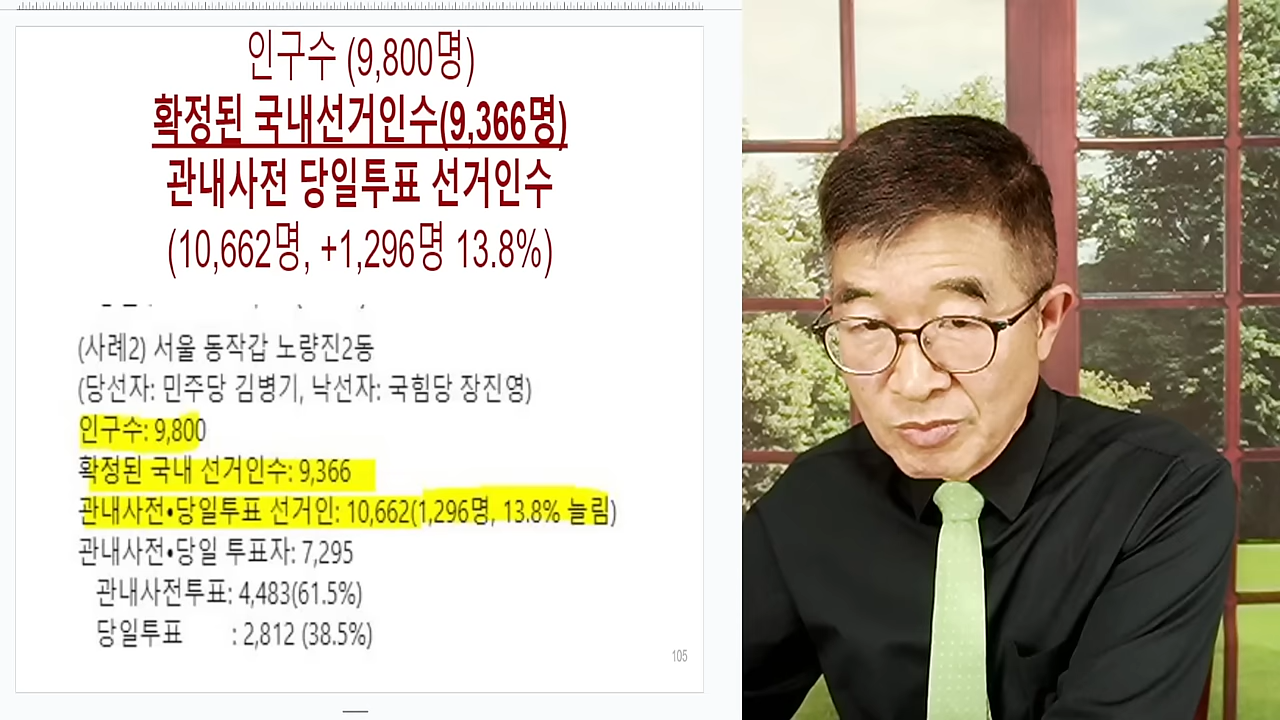 인구수 (9,800명)
확정된 국내선거인수(9,366명)
관내사전 당일투표 선거인수
(10,662명, +1,296명 13.8%)
(사례2) 서울 동작갑 노량진2동
(당선자: 민주당 김병기, 낙선자: 국힘당 장진영)
인구수: 9,800
확정된 국내 선거인수: 9,366
관내사전•당일투표 선거인: 10,662(1,296명, 13.8% 늘림)
관내사전•당일 투표자: 7,295
관내사전투표: 4,483(61.5%)
당일투표 : 2,812 (38.5%)
105